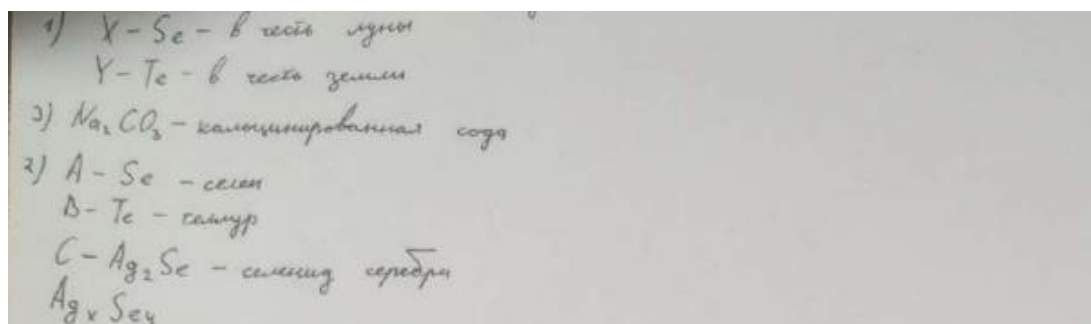 1) X - Se - в честь луны
Y - Te - в честь земли
3) Na₂CO₃ - кальцинированная сода
2) A - Se - селен
B - Te - теллур
C - Ag₂Se - селенид серебра
AgₓSeᵧ